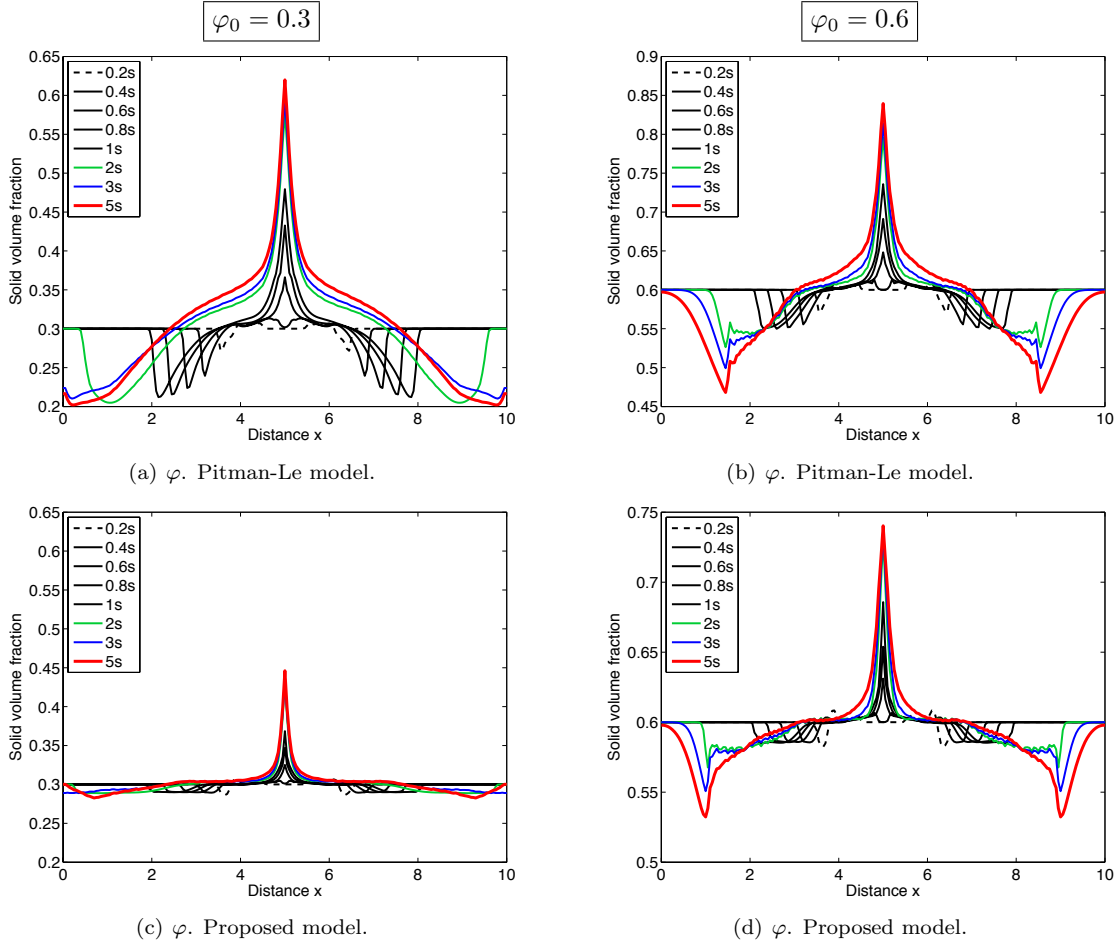 φ₀ = 0.3
φ₀ = 0.6
0.65
0.6
0.55
0.5
0.45
0.4
0.35
0.3
0.25
0.2
Solid volume fraction
0.2s
0.4s
0.6s
0.8s
1s
2s
3s
5s
0 2 4 6 8 10
Distance x
(a) φ. Pitman-Le model.
0.9
0.85
0.8
0.75
0.7
0.65
0.6
0.55
0.5
0.45
Solid volume fraction
0.2s
0.4s
0.6s
0.8s
1s
2s
3s
5s
0 2 4 6 8 10
Distance x
(b) φ. Pitman-Le model.
0.65
0.6
0.55
0.5
0.45
0.4
0.35
0.3
0.25
0.2
Solid volume fraction
0.2s
0.4s
0.6s
0.8s
1s
2s
3s
5s
0 2 4 6 8 10
Distance x
(c) φ. Proposed model.
0.75
0.7
0.65
0.6
0.55
0.5
Solid volume fraction
0.2s
0.4s
0.6s
0.8s
1s
2s
3s
5s
0 2 4 6 8 10
Distance x
(d) φ. Proposed model.